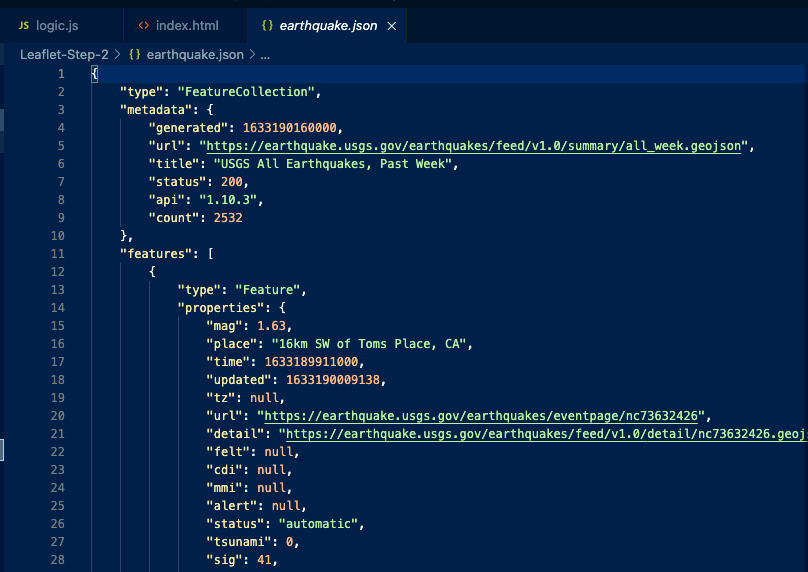 JS logic.js <> index.html {} earthquake.json ×
Leaflet-Step-2 > {} earthquake.json > ...
1 {
2 "type": "FeatureCollection",
3 "metadata": {
4 "generated": 1633190160000,
5 "url": "https://earthquake.usgs.gov/earthquakes/feed/v1.0/summary/all_week.geojson",
6 "title": "USGS All Earthquakes, Past Week",
7 "status": 200,
8 "api": "1.10.3",
9 "count": 2532
10 },
11 "features": [
12 {
13 "type": "Feature",
14 "properties": {
15 "mag": 1.63,
16 "place": "16km SW of Toms Place, CA",
17 "time": 1633189911000,
18 "updated": 1633190009138,
19 "tz": null,
20 "url": "https://earthquake.usgs.gov/earthquakes/eventpage/nc73632426",
21 "detail": "https://earthquake.usgs.gov/earthquakes/feed/v1.0/detail/nc73632426.geojs
22 "felt": null,
23 "cdi": null,
24 "mmi": null,
25 "alert": null,
26 "status": "automatic",
27 "tsunami": 0,
28 "sig": 41,